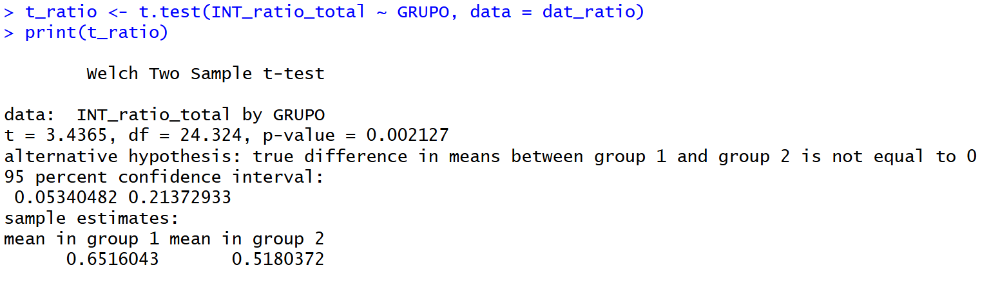 > t_ratio <- t.test(INT_ratio_total ~ GRUPO, data = dat_ratio)
> print(t_ratio)
Welch Two Sample t-test
data:  INT_ratio_total by GRUPO
t = 3.4365, df = 24.324, p-value = 0.002127
alternative hypothesis: true difference in means between group 1 and group 2 is not equal to 0
95 percent confidence interval:
0.05340482 0.21372933
sample estimates:
mean in group 1 mean in group 2
0.6516043       0.5180372